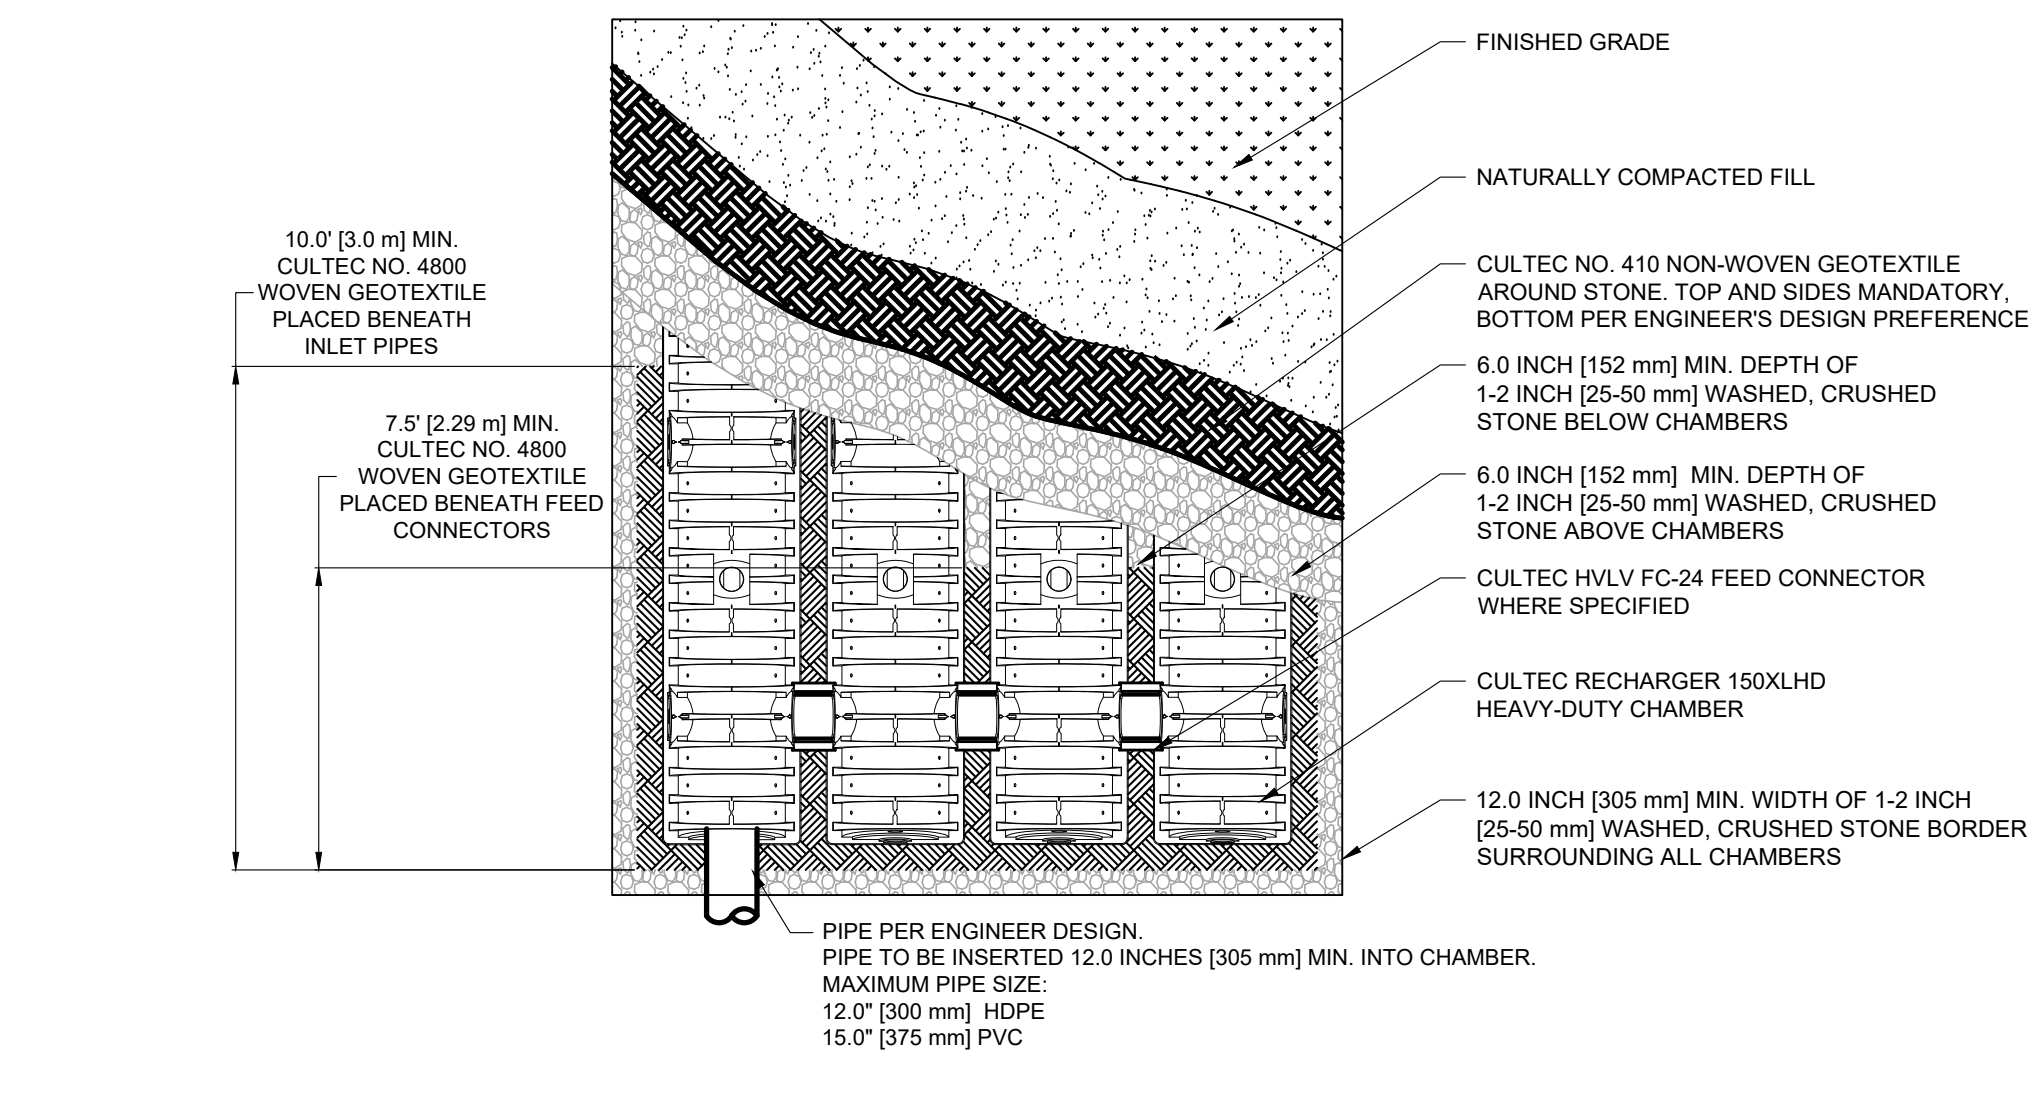 FINISHED GRADE
NATURALLY COMPACTED FILL
CULTEC NO. 410 NON-WOVEN GEOTEXTILE
AROUND STONE. TOP AND SIDES MANDATORY,
BOTTOM PER ENGINEER'S DESIGN PREFERENCE
6.0 INCH [152 mm] MIN. DEPTH OF
1-2 INCH [25-50 mm] WASHED, CRUSHED
STONE BELOW CHAMBERS
6.0 INCH [152 mm] MIN. DEPTH OF
1-2 INCH [25-50 mm] WASHED, CRUSHED
STONE ABOVE CHAMBERS
CULTEC HVLV FC-24 FEED CONNECTOR
WHERE SPECIFIED
CULTEC RECHARGER 150XLHD
HEAVY-DUTY CHAMBER
12.0 INCH [305 mm] MIN. WIDTH OF 1-2 INCH
[25-50 mm] WASHED, CRUSHED STONE BORDER
SURROUNDING ALL CHAMBERS
10.0' [3.0 m] MIN.
CULTEC NO. 4800
WOVEN GEOTEXTILE
PLACED BENEATH
INLET PIPES
7.5' [2.29 m] MIN.
CULTEC NO. 4800
WOVEN GEOTEXTILE
PLACED BENEATH FEED
CONNECTORS
PIPE PER ENGINEER DESIGN.
PIPE TO BE INSERTED 12.0 INCHES [305 mm] MIN. INTO CHAMBER.
MAXIMUM PIPE SIZE:
12.0" [300 mm] HDPE
15.0" [375 mm] PVC